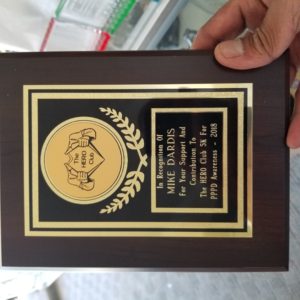 The
HERO
Club
In Recognition Of
MIKE DARDIS
For Your Support And
Contribution To
The HERO Club 5K For
PPPD Awareness - 2018